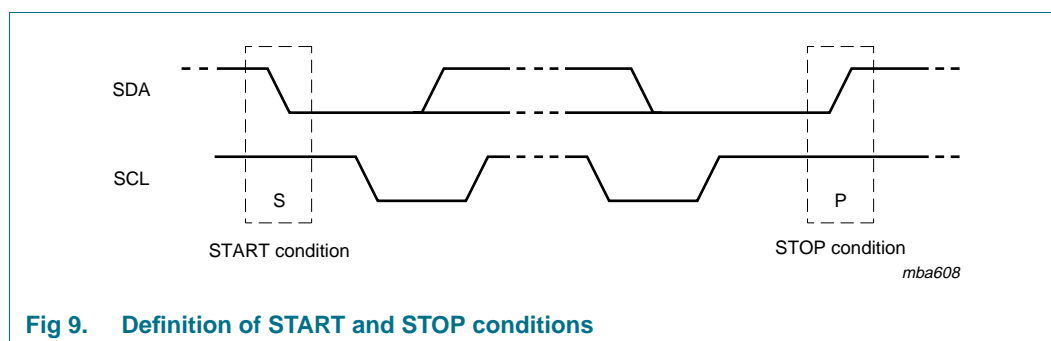 SDA
SCL
S
P
START condition
STOP condition
mba608
Fig 9. Definition of START and STOP conditions